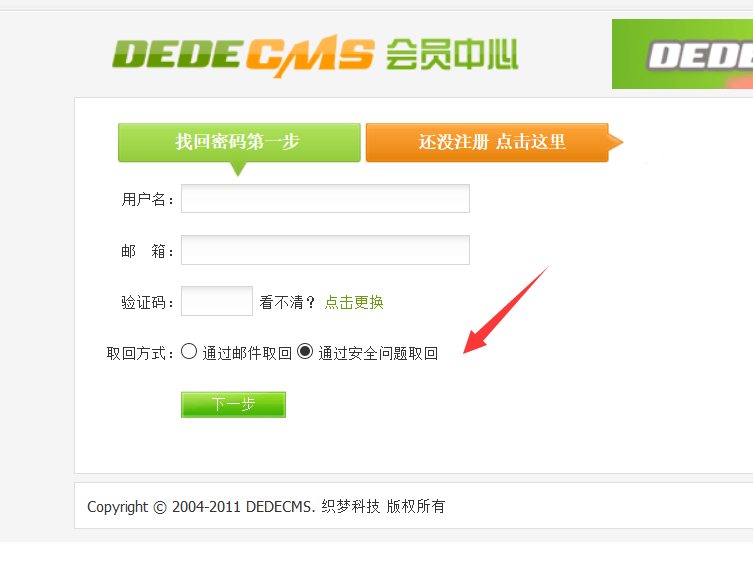 DEDECMS 会员中心
DEDE
找回密码第一步
还没注册 点击这里
用户名：
邮　箱：
验证码： 看不清？ 点击更换
取回方式： 通过邮件取回 通过安全问题取回
下一步
Copyright © 2004-2011 DEDECMS. 织梦科技 版权所有